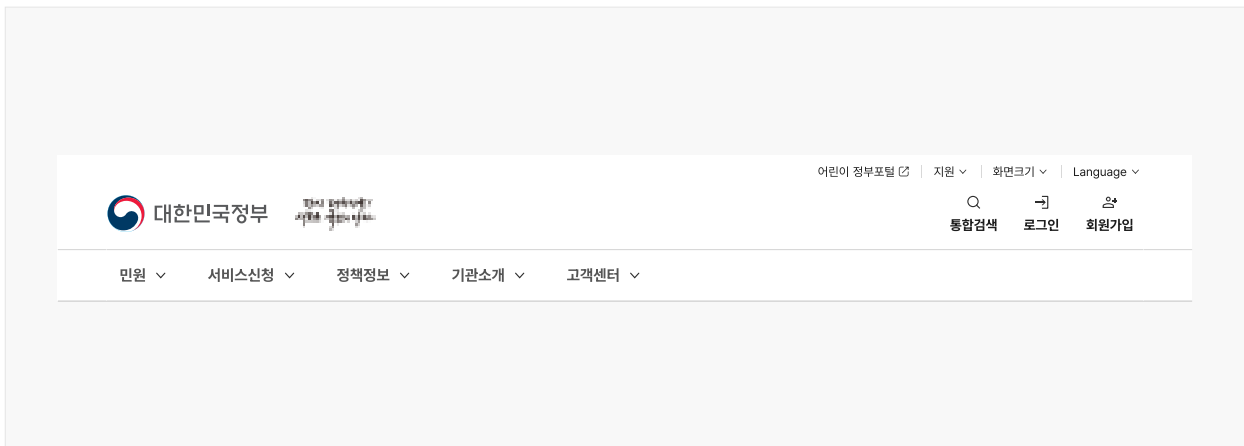 어린이 정부포털 지원 화면크기 Language
대한민국정부
통합검색 로그인 회원가입
민원 서비스신청 정책정보 기관소개 고객센터